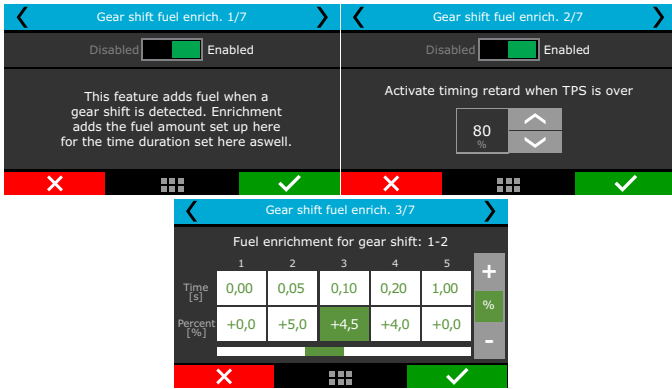 Gear shift fuel enrich. 1/7
Disabled Enabled
This feature adds fuel when a
gear shift is detected. Enrichment
adds the fuel amount set up here
for the time duration set here aswell.
Gear shift fuel enrich. 2/7
Disabled Enabled
Activate timing retard when TPS is over
80
%
Gear shift fuel enrich. 3/7
Fuel enrichment for gear shift: 1-2
1 2 3 4 5
Time
[s]
0,00 0,05 0,10 0,20 1,00
Percent
[%]
+0,0 +5,0 +4,5 +4,0 +0,0
+
%
-